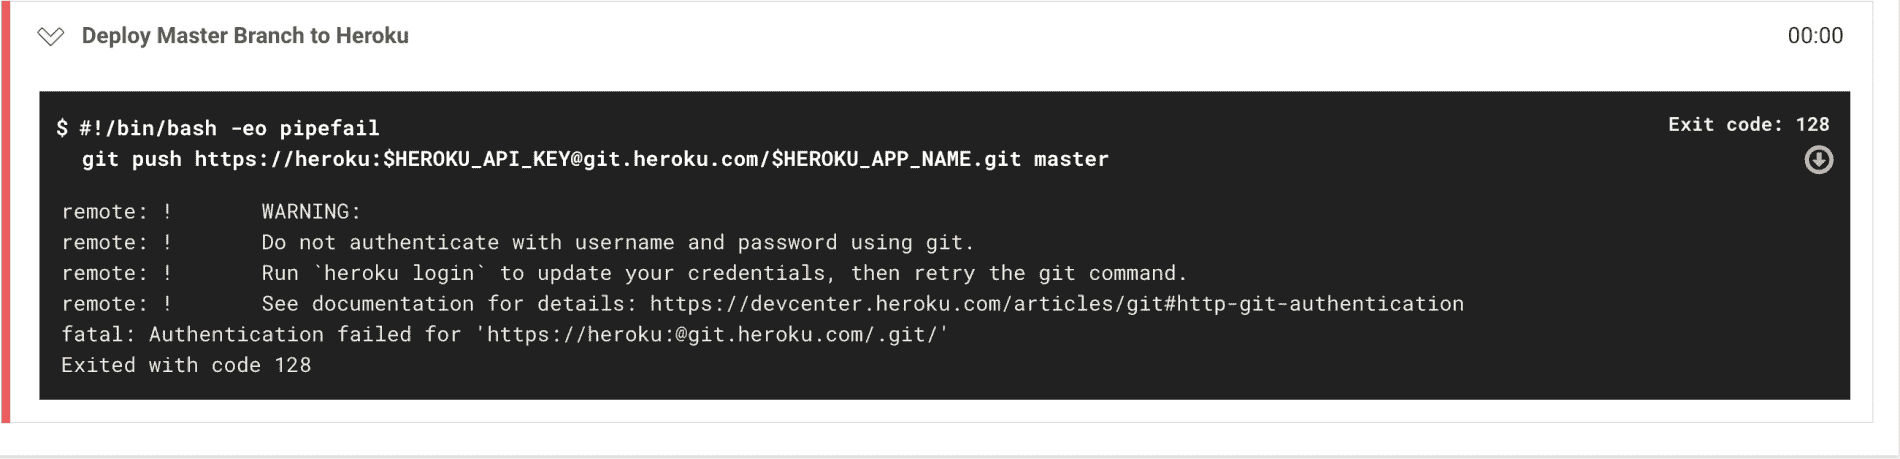 Deploy Master Branch to Heroku
00:00
$ #!/bin/bash -eo pipefail
Exit code: 128
git push https://heroku:$HEROKU_API_KEY@git.heroku.com/$HEROKU_APP_NAME.git master
remote: !       WARNING:
remote: !       Do not authenticate with username and password using git.
remote: !       Run `heroku login` to update your credentials, then retry the git command.
remote: !       See documentation for details: https://devcenter.heroku.com/articles/git#http-git-authentication
fatal: Authentication failed for 'https://heroku:@git.heroku.com/.git/'
Exited with code 128